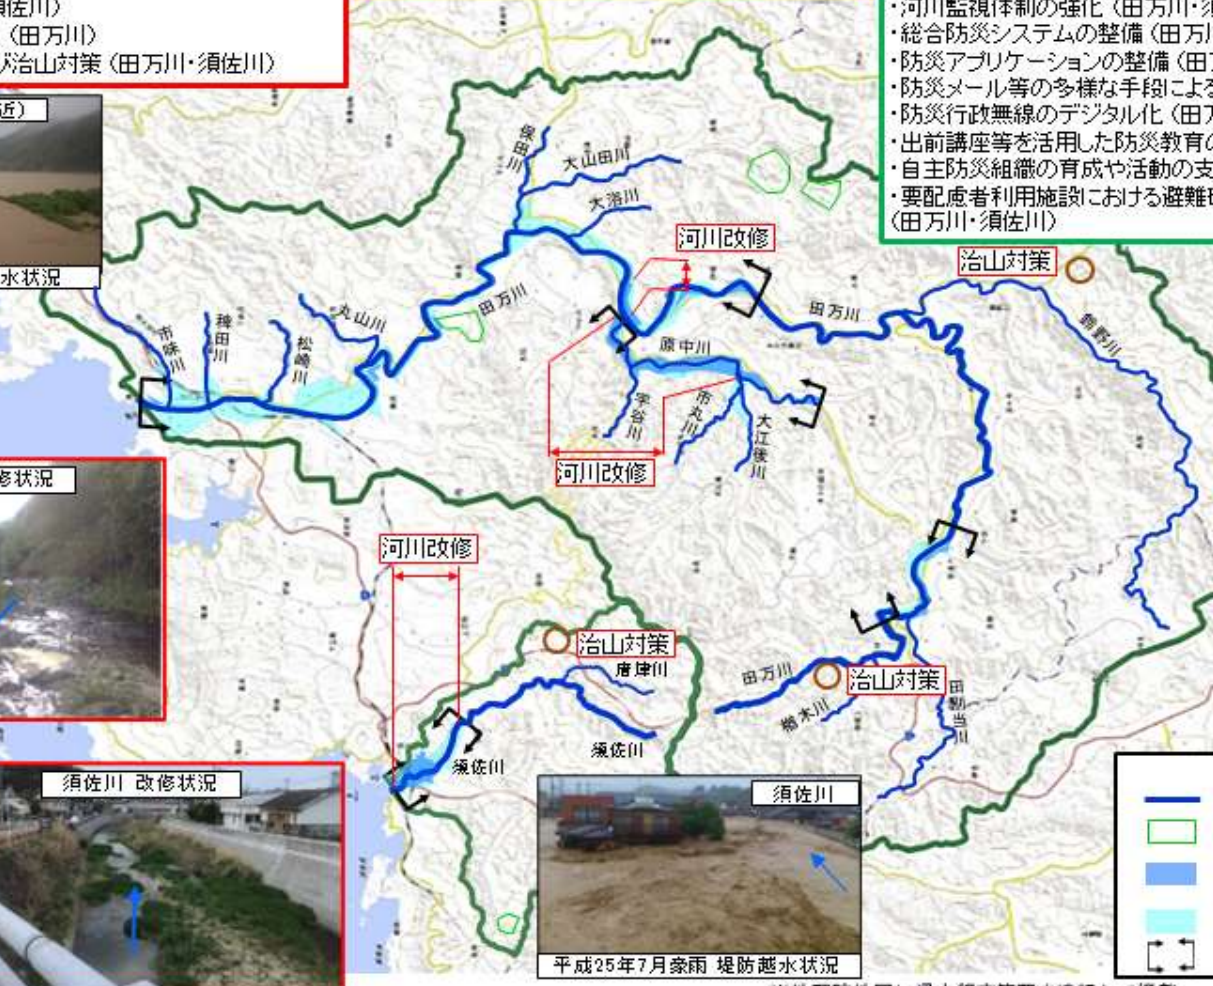 須佐川)
(田万川)
び治山対策 (田万川・須佐川)
・河川監視体制の強化 (田万川・須
・総合防災システムの整備 (田万川
・防災アプリケーションの整備 (田万
・防災メール等の多様な手段による
・防災行政無線のデジタル化 (田万
・出前講座等を活用した防災教育の
・自主防災組織の育成や活動の支
・要配慮者利用施設における避難確
(田万川・須佐川)
近)
水状況
保田川
大山田川
大浴川
河川改修
治山対策
田万川
田万川
鈴野川
市味川
稗田川
松崎川
丸山川
原中川
宇谷川
市丸川
大江後川
河川改修
修状況
河川改修
治山対策
唐津川
田万川
治山対策
楢木川
須佐川
須佐川
須佐川 改修状況
須佐川
平成25年7月豪雨 堤防越水状況